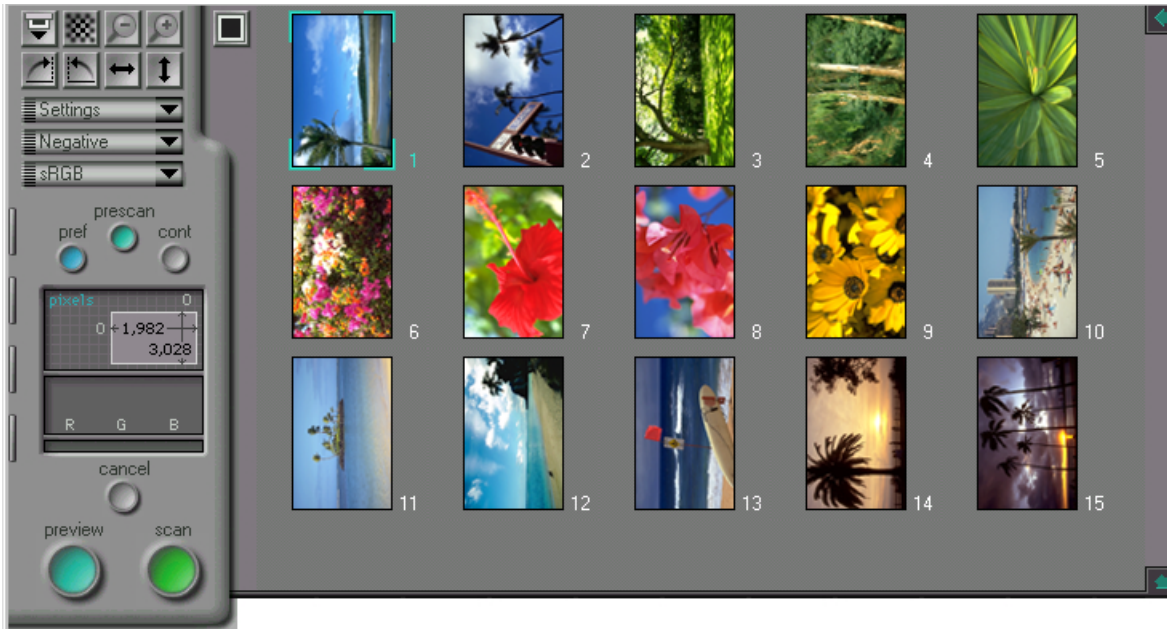 Settings
Negative
sRGB
prescan
pref
cont
pixels 0
0 1,982
3,028
R G B
cancel
preview scan
1 2 3 4 5
6 7 8 9 10
11 12 13 14 15